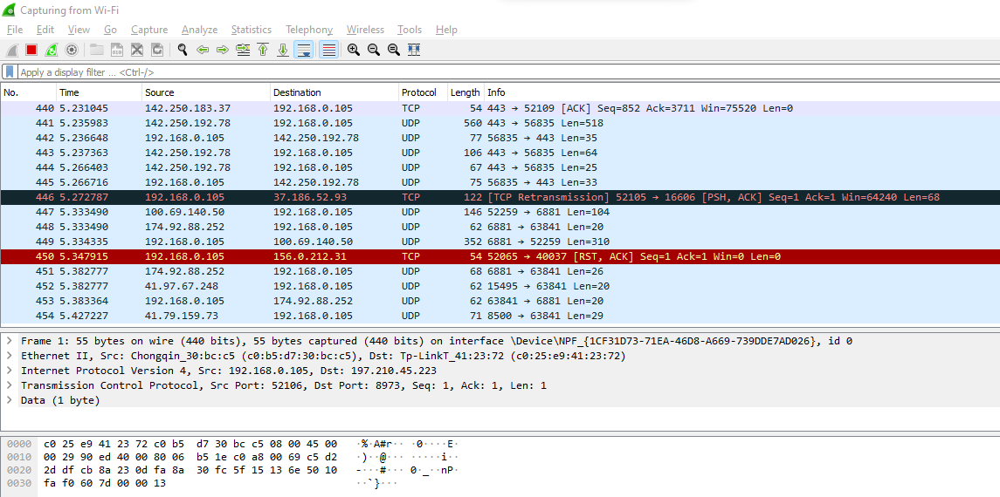 Capturing from Wi-Fi
File Edit View Go Capture Analyze Statistics Telephony Wireless Tools Help
Apply a display filter ... <Ctrl-/>
No. Time Source Destination Protocol Length Info
440 5.231045 142.250.183.37 192.168.0.105 TCP 54 443 → 52109 [ACK] Seq=852 Ack=3711 Win=75520 Len=0
441 5.235983 142.250.192.78 192.168.0.105 UDP 560 443 → 56835 Len=518
442 5.236648 192.168.0.105 142.250.192.78 UDP 77 56835 → 443 Len=35
443 5.237363 142.250.192.78 192.168.0.105 UDP 106 443 → 56835 Len=64
444 5.266403 142.250.192.78 192.168.0.105 UDP 67 443 → 56835 Len=25
445 5.266716 192.168.0.105 142.250.192.78 UDP 75 56835 → 443 Len=33
446 5.272787 192.168.0.105 37.186.52.93 TCP 122 [TCP Retransmission] 52105 → 16606 [PSH, ACK] Seq=1 Ack=1 Win=64240 Len=68
447 5.333490 100.69.140.50 192.168.0.105 UDP 146 52259 → 6881 Len=104
448 5.333490 174.92.88.252 192.168.0.105 UDP 62 6881 → 63841 Len=20
449 5.334335 192.168.0.105 100.69.140.50 UDP 352 6881 → 52259 Len=310
450 5.347915 192.168.0.105 156.0.212.31 TCP 54 52065 → 40037 [RST, ACK] Seq=1 Ack=1 Win=0 Len=0
451 5.382777 174.92.88.252 192.168.0.105 UDP 68 6881 → 63841 Len=26
452 5.382777 41.97.67.248 192.168.0.105 UDP 62 15495 → 63841 Len=20
453 5.383364 192.168.0.105 174.92.88.252 UDP 62 63841 → 6881 Len=20
454 5.427227 41.79.159.73 192.168.0.105 UDP 71 8500 → 63841 Len=29
Frame 1: 55 bytes on wire (440 bits), 55 bytes captured (440 bits) on interface \Device\NPF_{1CF31D73-71EA-46D8-A669-739DDE7AD026}, id 0
Ethernet II, Src: Chongqin_30:bc:c5 (c0:b5:d7:30:bc:c5), Dst: Tp-LinkT_41:23:72 (c0:25:e9:41:23:72)
Internet Protocol Version 4, Src: 192.168.0.105, Dst: 197.210.45.223
Transmission Control Protocol, Src Port: 52106, Dst Port: 8973, Seq: 1, Ack: 1, Len: 1
Data (1 byte)
0000 c0 25 e9 41 23 72 c0 b5 d7 30 bc c5 08 00 45 00 ·%·A#r·· ·0····E·
0010 00 29 90 ed 40 00 80 06 b5 1e c0 a8 00 69 c5 d2 ·)··@··· ·····i··
0020 2d df cb 8a 23 0d fa 8a 30 fc 5f 15 13 6e 50 10 -···#··· 0·_··nP·
0030 fa f0 60 7d 00 00 13 ··`}···